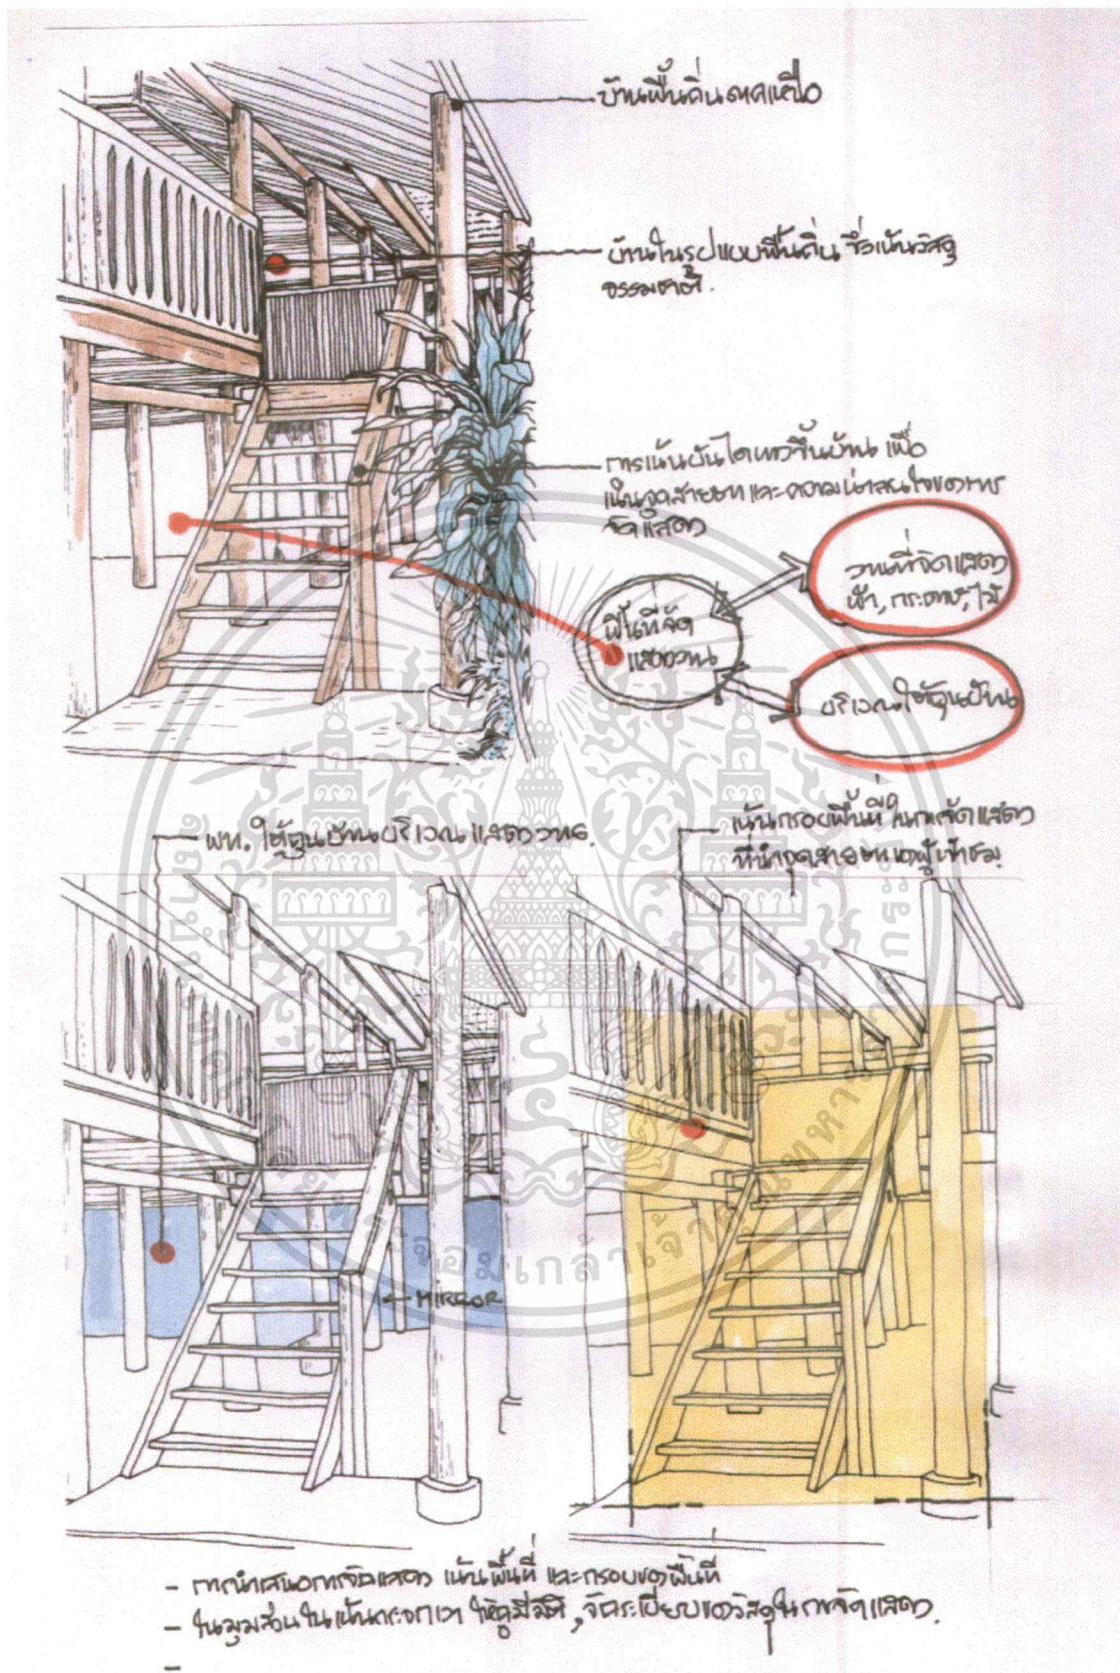 บ้านพื้นถิ่นภาคเหนือ
บ้านในรูปแบบพื้นถิ่น ซึ่งเน้นวัสดุ
ธรรมชาติ.
การเน้นบันไดทางขึ้นบ้าน เพื่อ
เน้นจุดสายตา และความน่าสนใจของการ
จัดแสดง
งานที่จัดแสดง
ผ้า, กระดาษ, ไม้
พื้นที่จัด
แสดงงาน
บริเวณใต้ถุนบ้าน
พท. ใต้ถุนบ้านบริเวณแสดงงาน
เน้นกรอบพื้นที่ในการจัดแสดง
ที่นำจุดสายตาของผู้เข้าชม
← MIRROR
- การนำเสนอการจัดแสดง เน้นพื้นที่ และกรอบของพื้นที่
- ในมุมส่วนในเน้นกระจกเงา ให้ดูมีมิติ, จัดระเบียบของวัสดุในการจัดแสดง.
-